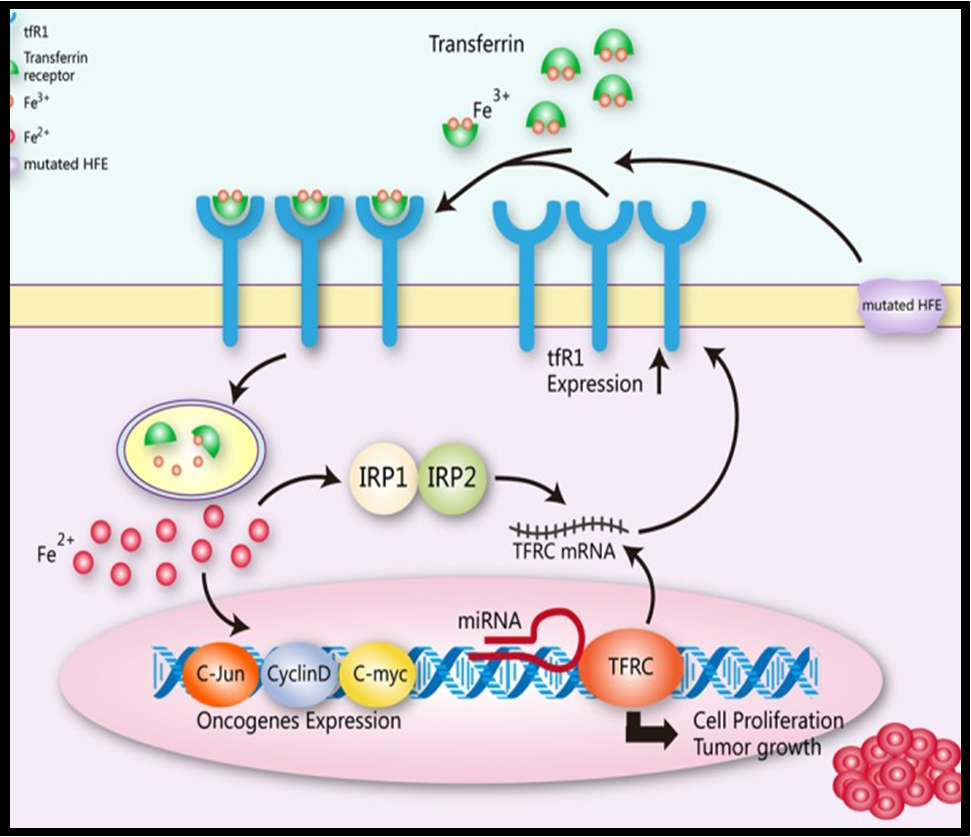 tfR1
Transferrin
receptor
Fe3+
Fe2+
mutated HFE
Transferrin
Fe3+
mutated HFE
tfR1
Expression
IRP1
IRP2
TFRC mRNA
Fe2+
miRNA
C-Jun
CyclinD
C-myc
TFRC
Oncogenes Expression
Cell Proliferation
Tumor growth